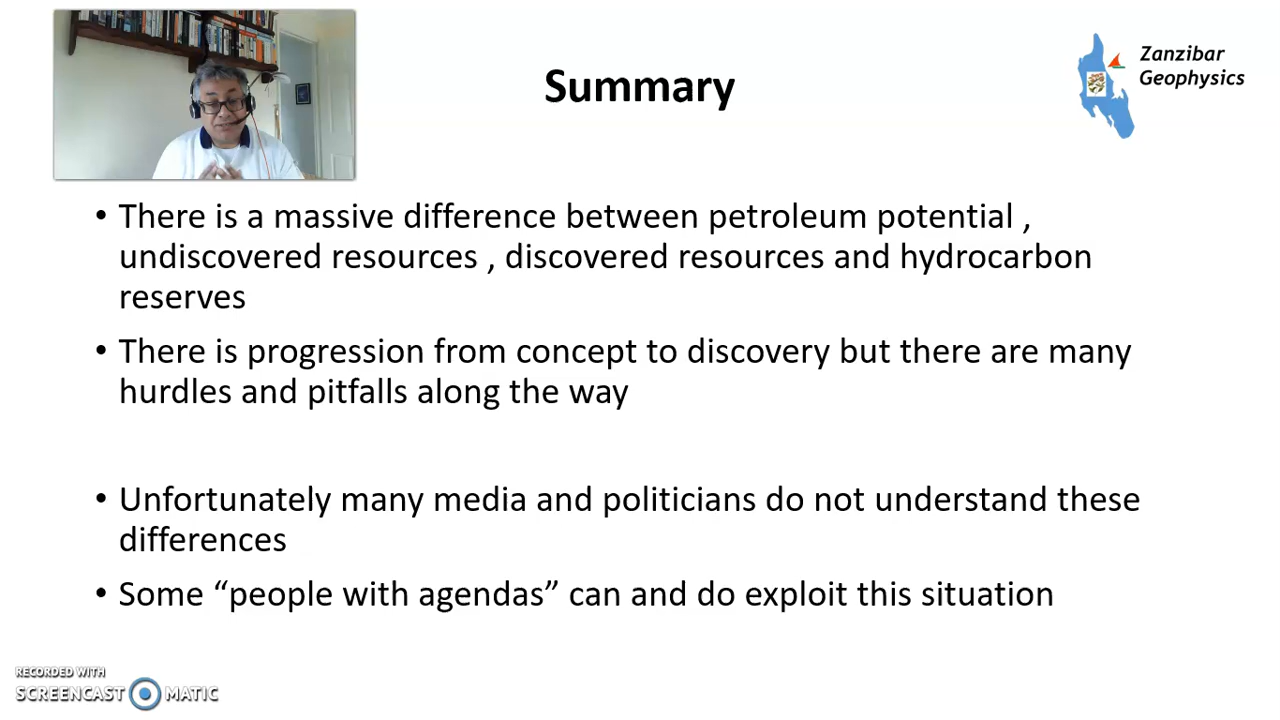 Summary
Zanzibar
Geophysics
• There is a massive difference between petroleum potential ,
undiscovered resources , discovered resources and hydrocarbon
reserves
• There is progression from concept to discovery but there are many
hurdles and pitfalls along the way
• Unfortunately many media and politicians do not understand these
differences
• Some “people with agendas” can and do exploit this situation
RECORDED WITH
SCREENCAST MATIC